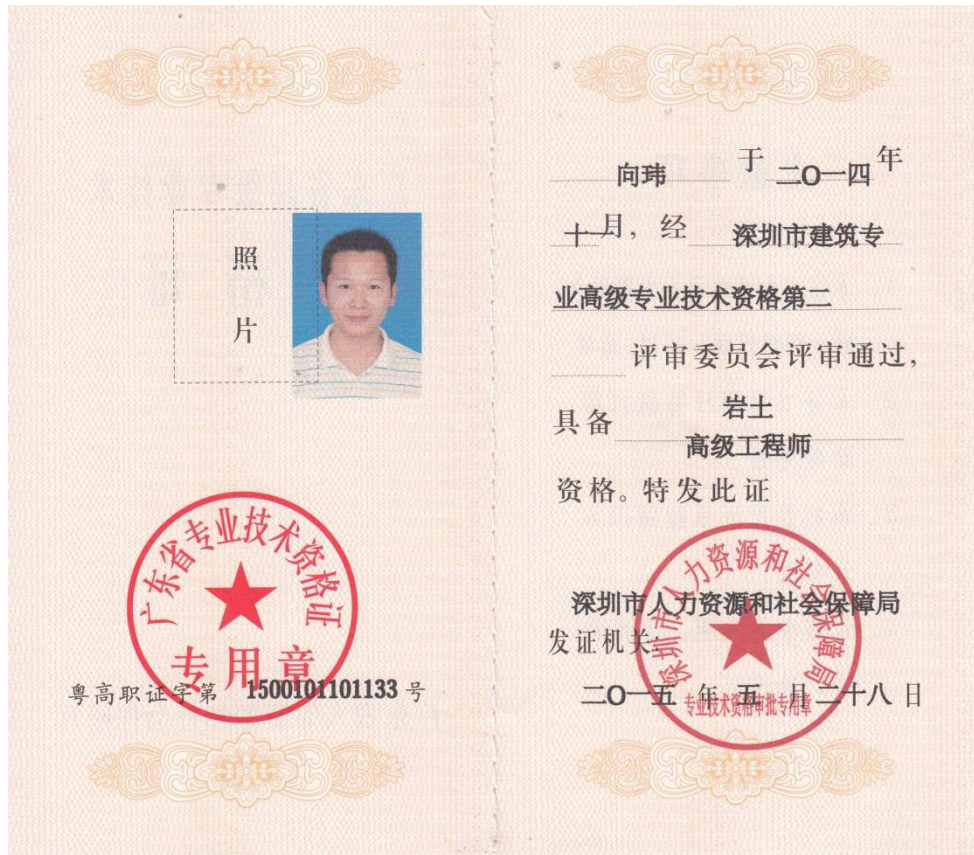 照
片
广东省专业技术资格证
专用章
粤高职证字第 1500101101133 号
向玮 于 二O一四 年
十一 月，经 深圳市建筑专
业高级专业技术资格第二
评审委员会评审通过，
具备 岩土
高级工程师
资格。特发此证
深圳市人力资源和社会保障局
发证机关：
二O一五 年 五 月 二十八 日
深圳市人力资源和社会保障局
专业技术资格审批专用章